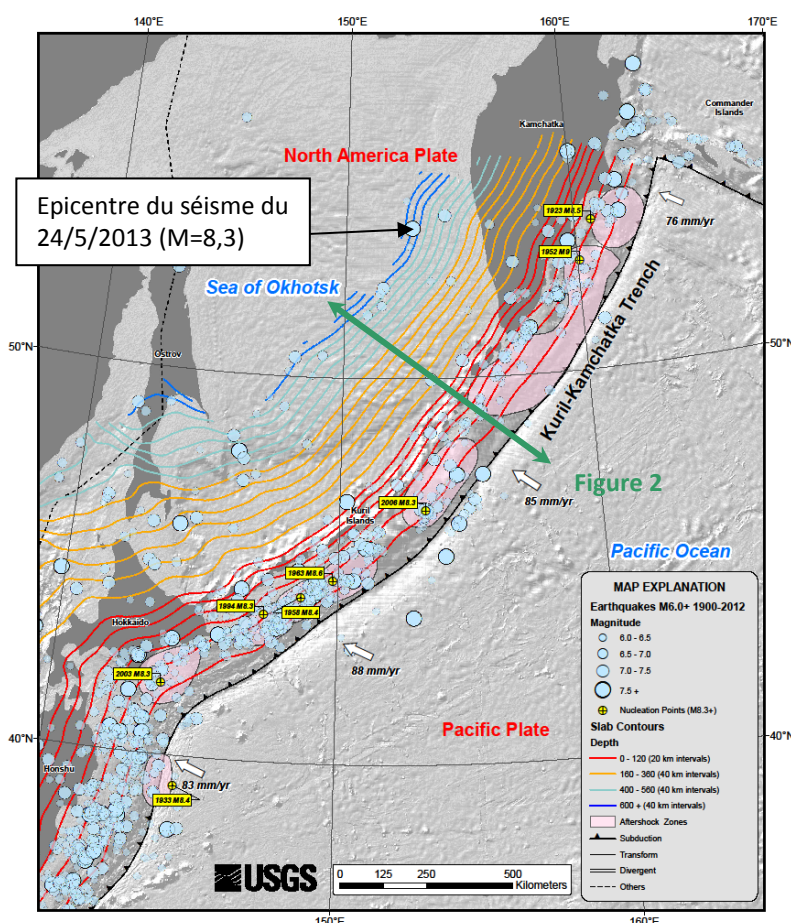 140°E
150°E
160°E
170°E
Commander
Islands
Kamchatka
North America Plate
Epicentre du séisme du
24/5/2013 (M=8,3)
1923 M8.5
76 mm/yr
1952 M9
Sea of Okhotsk
Kuril-Kamchatka Trench
50°N
50°N
Ostrov
Figure 2
85 mm/yr
2006 M8.3
Kuril
Islands
Pacific Ocean
1963 M8.6
1994 M8.3
1958 M8.4
Hokkaido
88 mm/yr
2003 M8.3
Pacific Plate
40°N
40°N
Honshu
83 mm/yr
1933 M8.4
MAP EXPLANATION
Earthquakes M6.0+ 1900-2012
Magnitude
6.0 - 6.5
6.5 - 7.0
7.0 - 7.5
7.5 +
Nucleation Points (M8.3+)
Slab Contours
Depth
0 - 120 (20 km intervals)
160 - 360 (40 km intervals)
400 - 560 (40 km intervals)
600 + (40 km intervals)
Aftershock Zones
Subduction
Transform
Divergent
Others
USGS
0 125 250 500
Kilometers
150°E
160°E